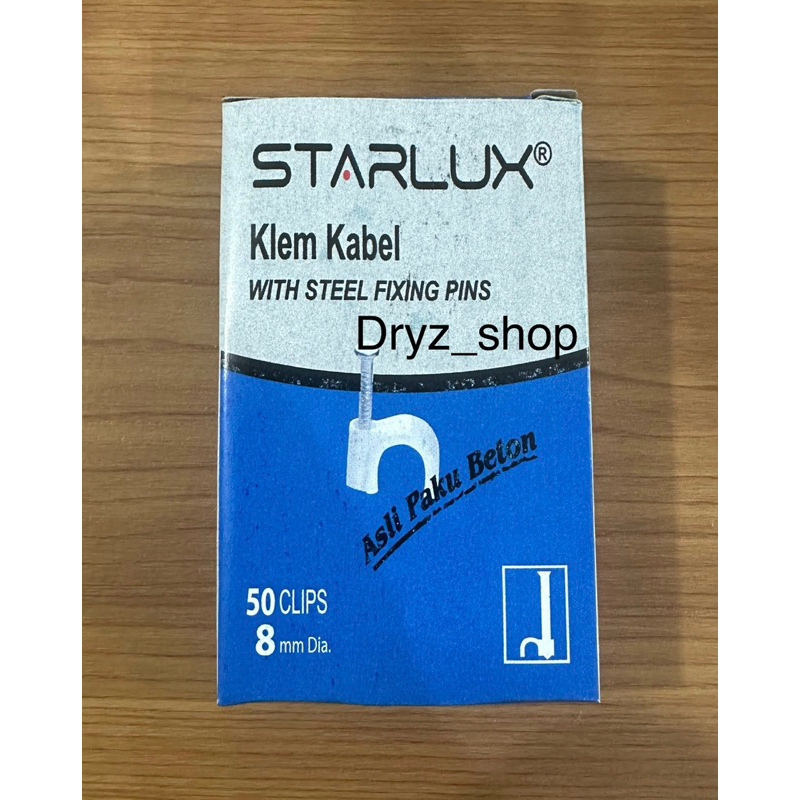 STARLUX®
Klem Kabel
WITH STEEL FIXING PINS
Dryz_shop
Asli Paku Beton
50 CLIPS
8 mm Dia.